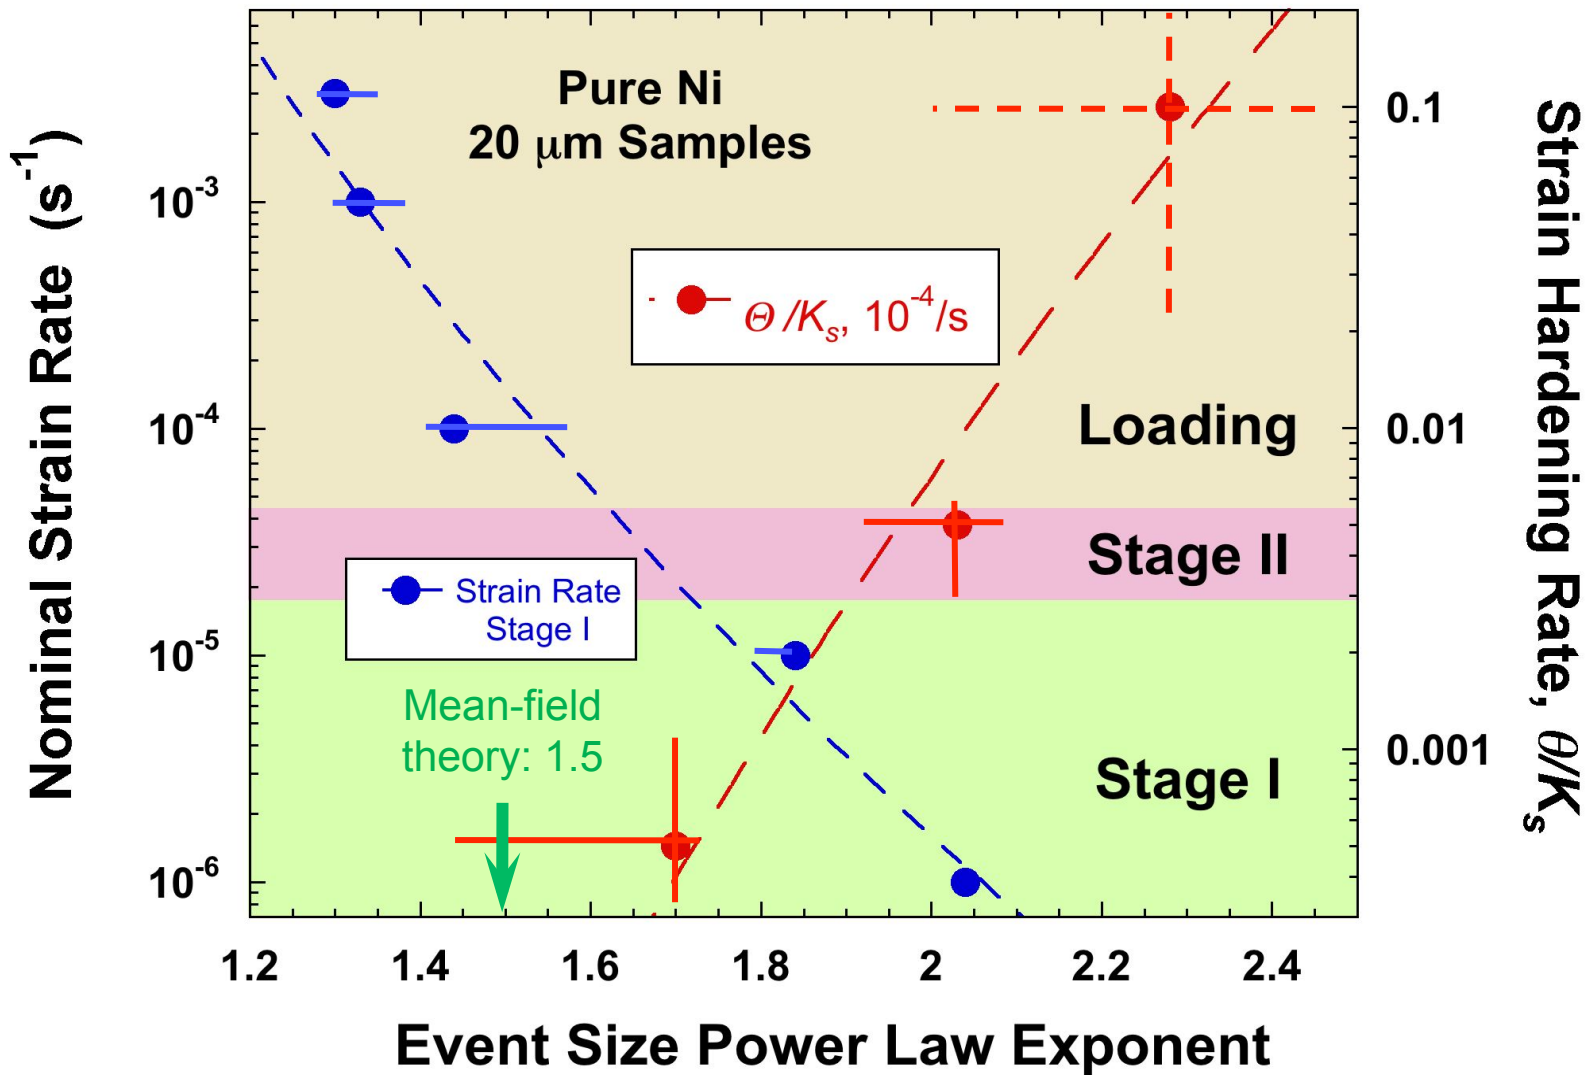 Pure Ni
20 μm Samples
Nominal Strain Rate (s⁻¹)
10⁻³
10⁻⁴
10⁻⁵
10⁻⁶
Θ/Kₛ, 10⁻⁴/s
Loading
Stage II
Stage I
Strain Rate
Stage I
Mean-field
theory: 1.5
0.1
0.01
0.001
Strain Hardening Rate, θ/Kₛ
1.2 1.4 1.6 1.8 2 2.2 2.4
Event Size Power Law Exponent